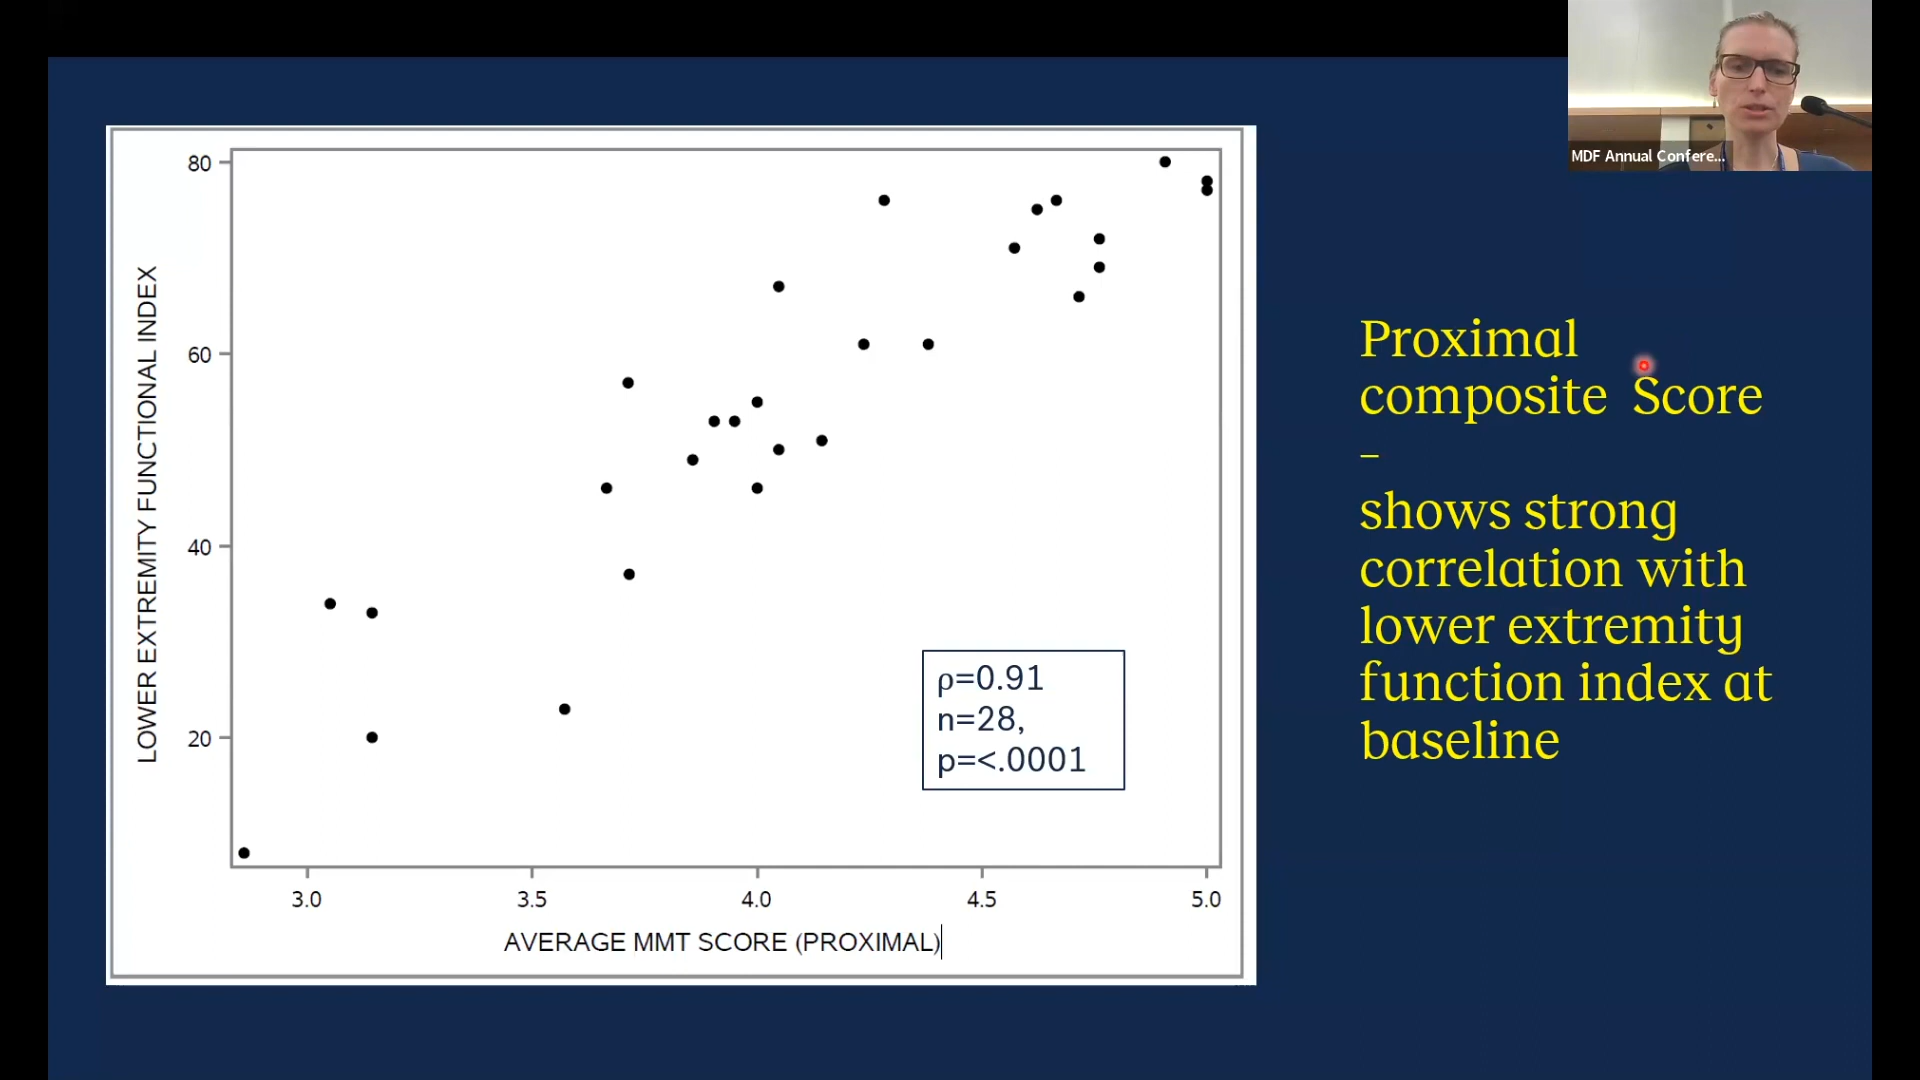 MDF Annual Confere...
80
60
40
20
LOWER EXTREMITY FUNCTIONAL INDEX
3.0 3.5 4.0 4.5 5.0
AVERAGE MMT SCORE (PROXIMAL)
ρ=0.91
n=28,
p=<.0001
Proximal
composite Score
–
shows strong
correlation with
lower extremity
function index at
baseline